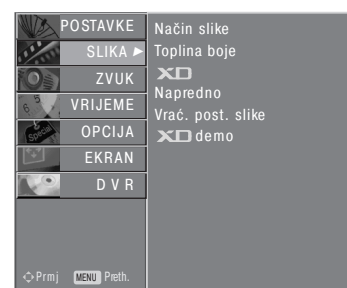 POSTAVKE
SLIKA
ZVUK
VRIJEME
OPCIJA
EKRAN
DVR
Način slike
Toplina boje
XD
Napredno
Vrać. post. slike
XD demo
Prmj MENU Preth.